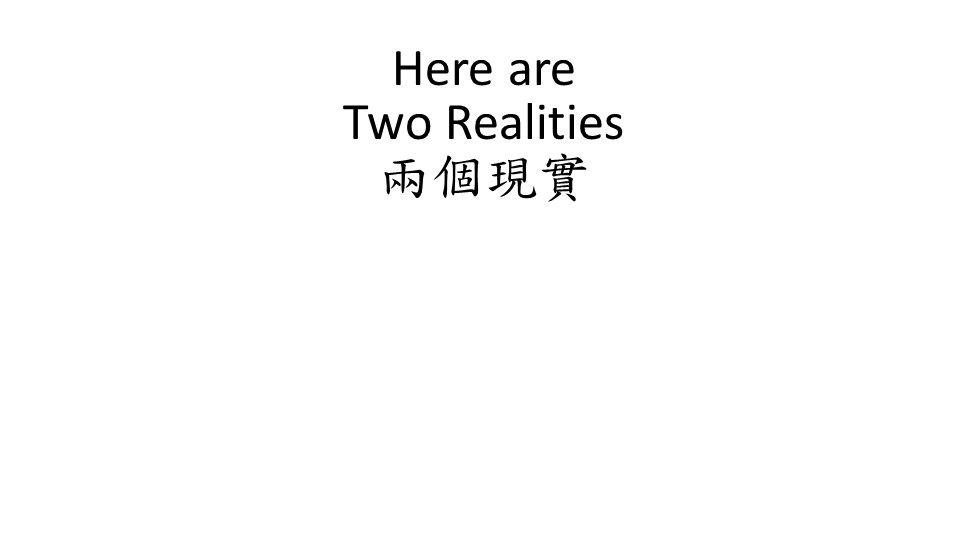 Here are
Two Realities
兩個現實